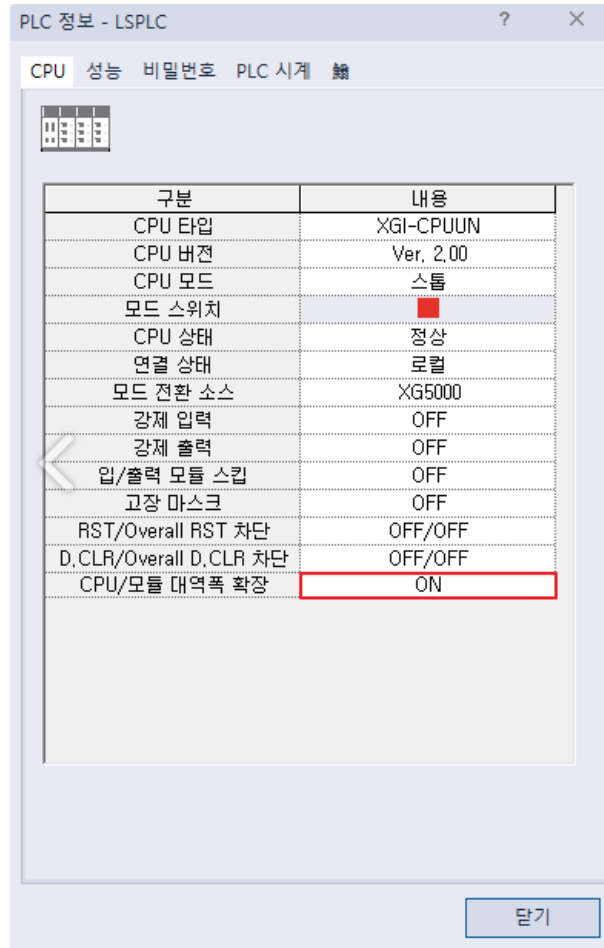 PLC 정보 - LSPLC ? ×
CPU 성능 비밀번호 PLC 시계
구분 내용
CPU 타입 XGI-CPUUN
CPU 버전 Ver. 2.00
CPU 모드 스톱
모드 스위치
CPU 상태 정상
연결 상태 로컬
모드 전환 소스 XG5000
강제 입력 OFF
강제 출력 OFF
입/출력 모듈 스킵 OFF
고장 마스크 OFF
RST/Overall RST 차단 OFF/OFF
D.CLR/Overall D.CLR 차단 OFF/OFF
CPU/모듈 대역폭 확장 ON
닫기